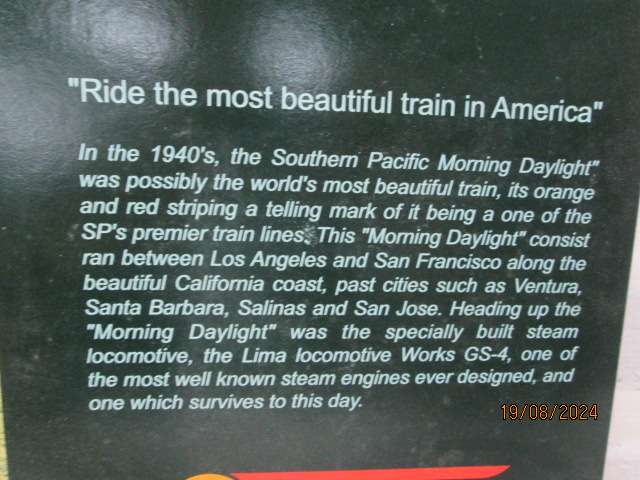 "Ride the most beautiful train in America"
In the 1940's, the Southern Pacific Morning Daylight"
was possibly the world's most beautiful train, its orange
and red striping a telling mark of it being a one of the
SP's premier train lines. This "Morning Daylight" consist
ran between Los Angeles and San Francisco along the
beautiful California coast, past cities such as Ventura,
Santa Barbara, Salinas and San Jose. Heading up the
"Morning Daylight" was the specially built steam
locomotive, the Lima locomotive Works GS-4, one of
the most well known steam engines ever designed, and
one which survives to this day.
19/08/2024